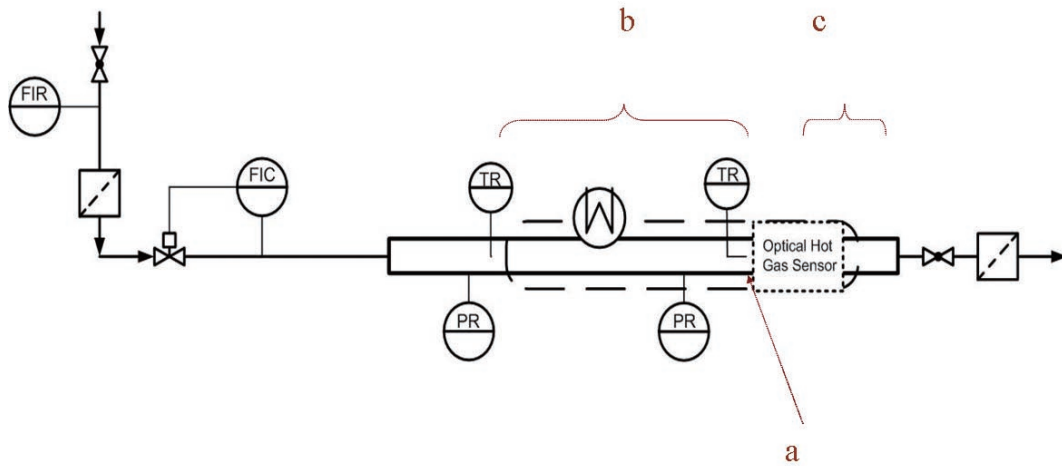 b
c
FIR
FIC
TR
TR
Optical Hot
Gas Sensor
PR
PR
a